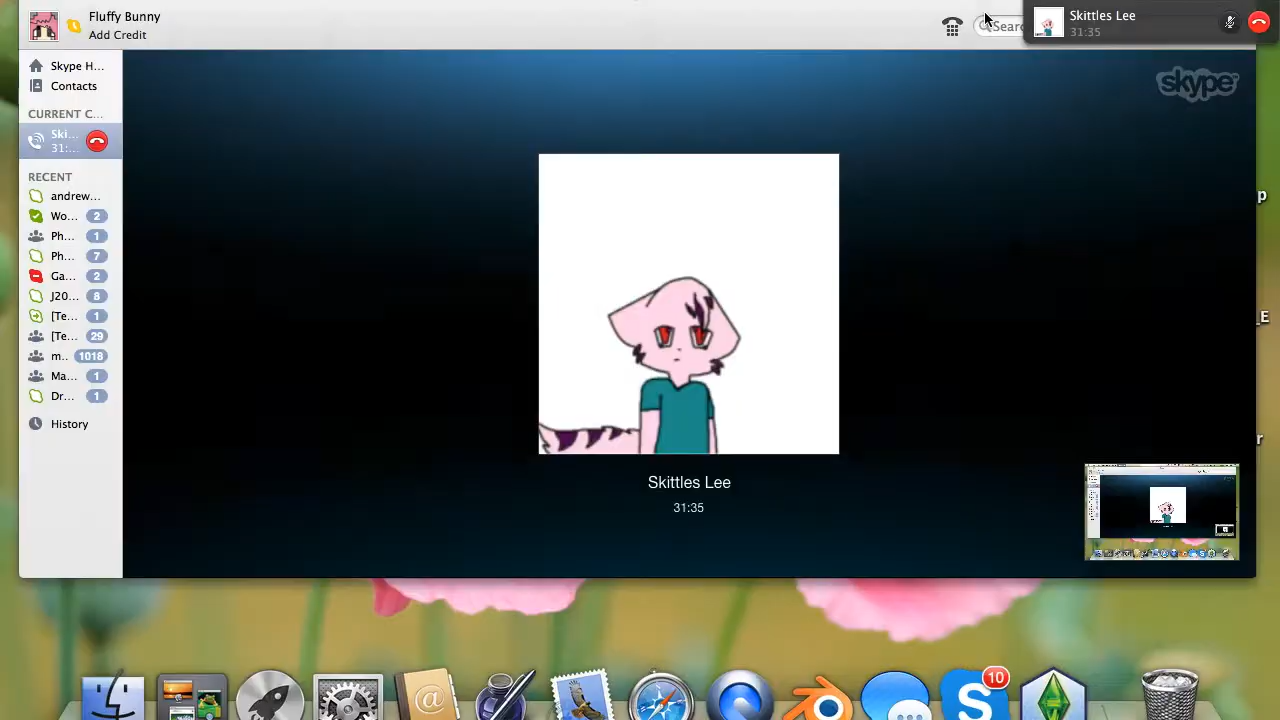 Fluffy Bunny
Add Credit
Sear
Skittles Lee
31:35
Skype H...
Contacts
CURRENT C...
Ski...
31:...
RECENT
andrew...
Wo... 2
Ph... 1
Ph... 7
Ga... 2
J20... 8
[Te... 1
[Te... 29
m.. 1018
Ma... 1
Dr... 1
History
skype
Skittles Lee
31:35
p
_E
r
@
S
10